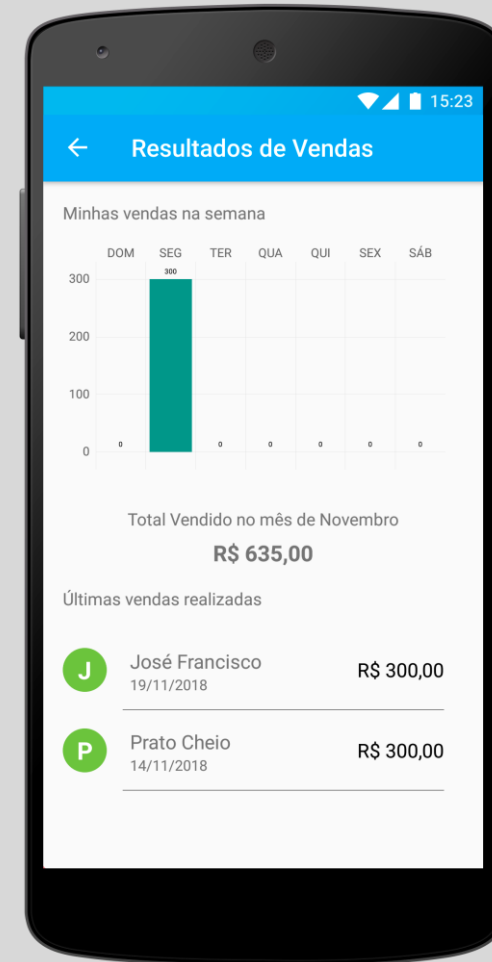 15:23
Resultados de Vendas
Minhas vendas na semana
DOM SEG TER QUA QUI SEX SÁB
300
300
200
100
0
0 0 0 0 0 0
Total Vendido no mês de Novembro
R$ 635,00
Últimas vendas realizadas
J
José Francisco
R$ 300,00
19/11/2018
P
Prato Cheio
R$ 300,00
14/11/2018